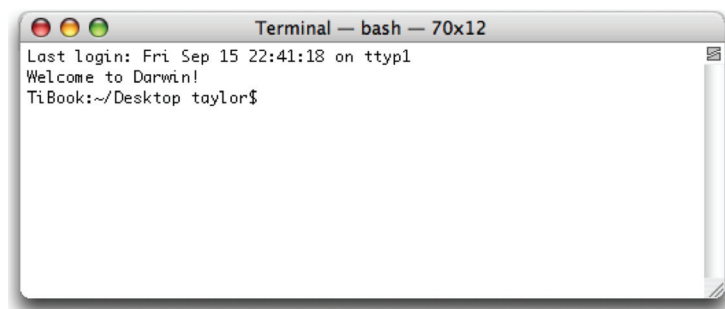 Terminal — bash — 70x12
Last login: Fri Sep 15 22:41:18 on ttyp1
Welcome to Darwin!
TiBook:~/Desktop taylor$